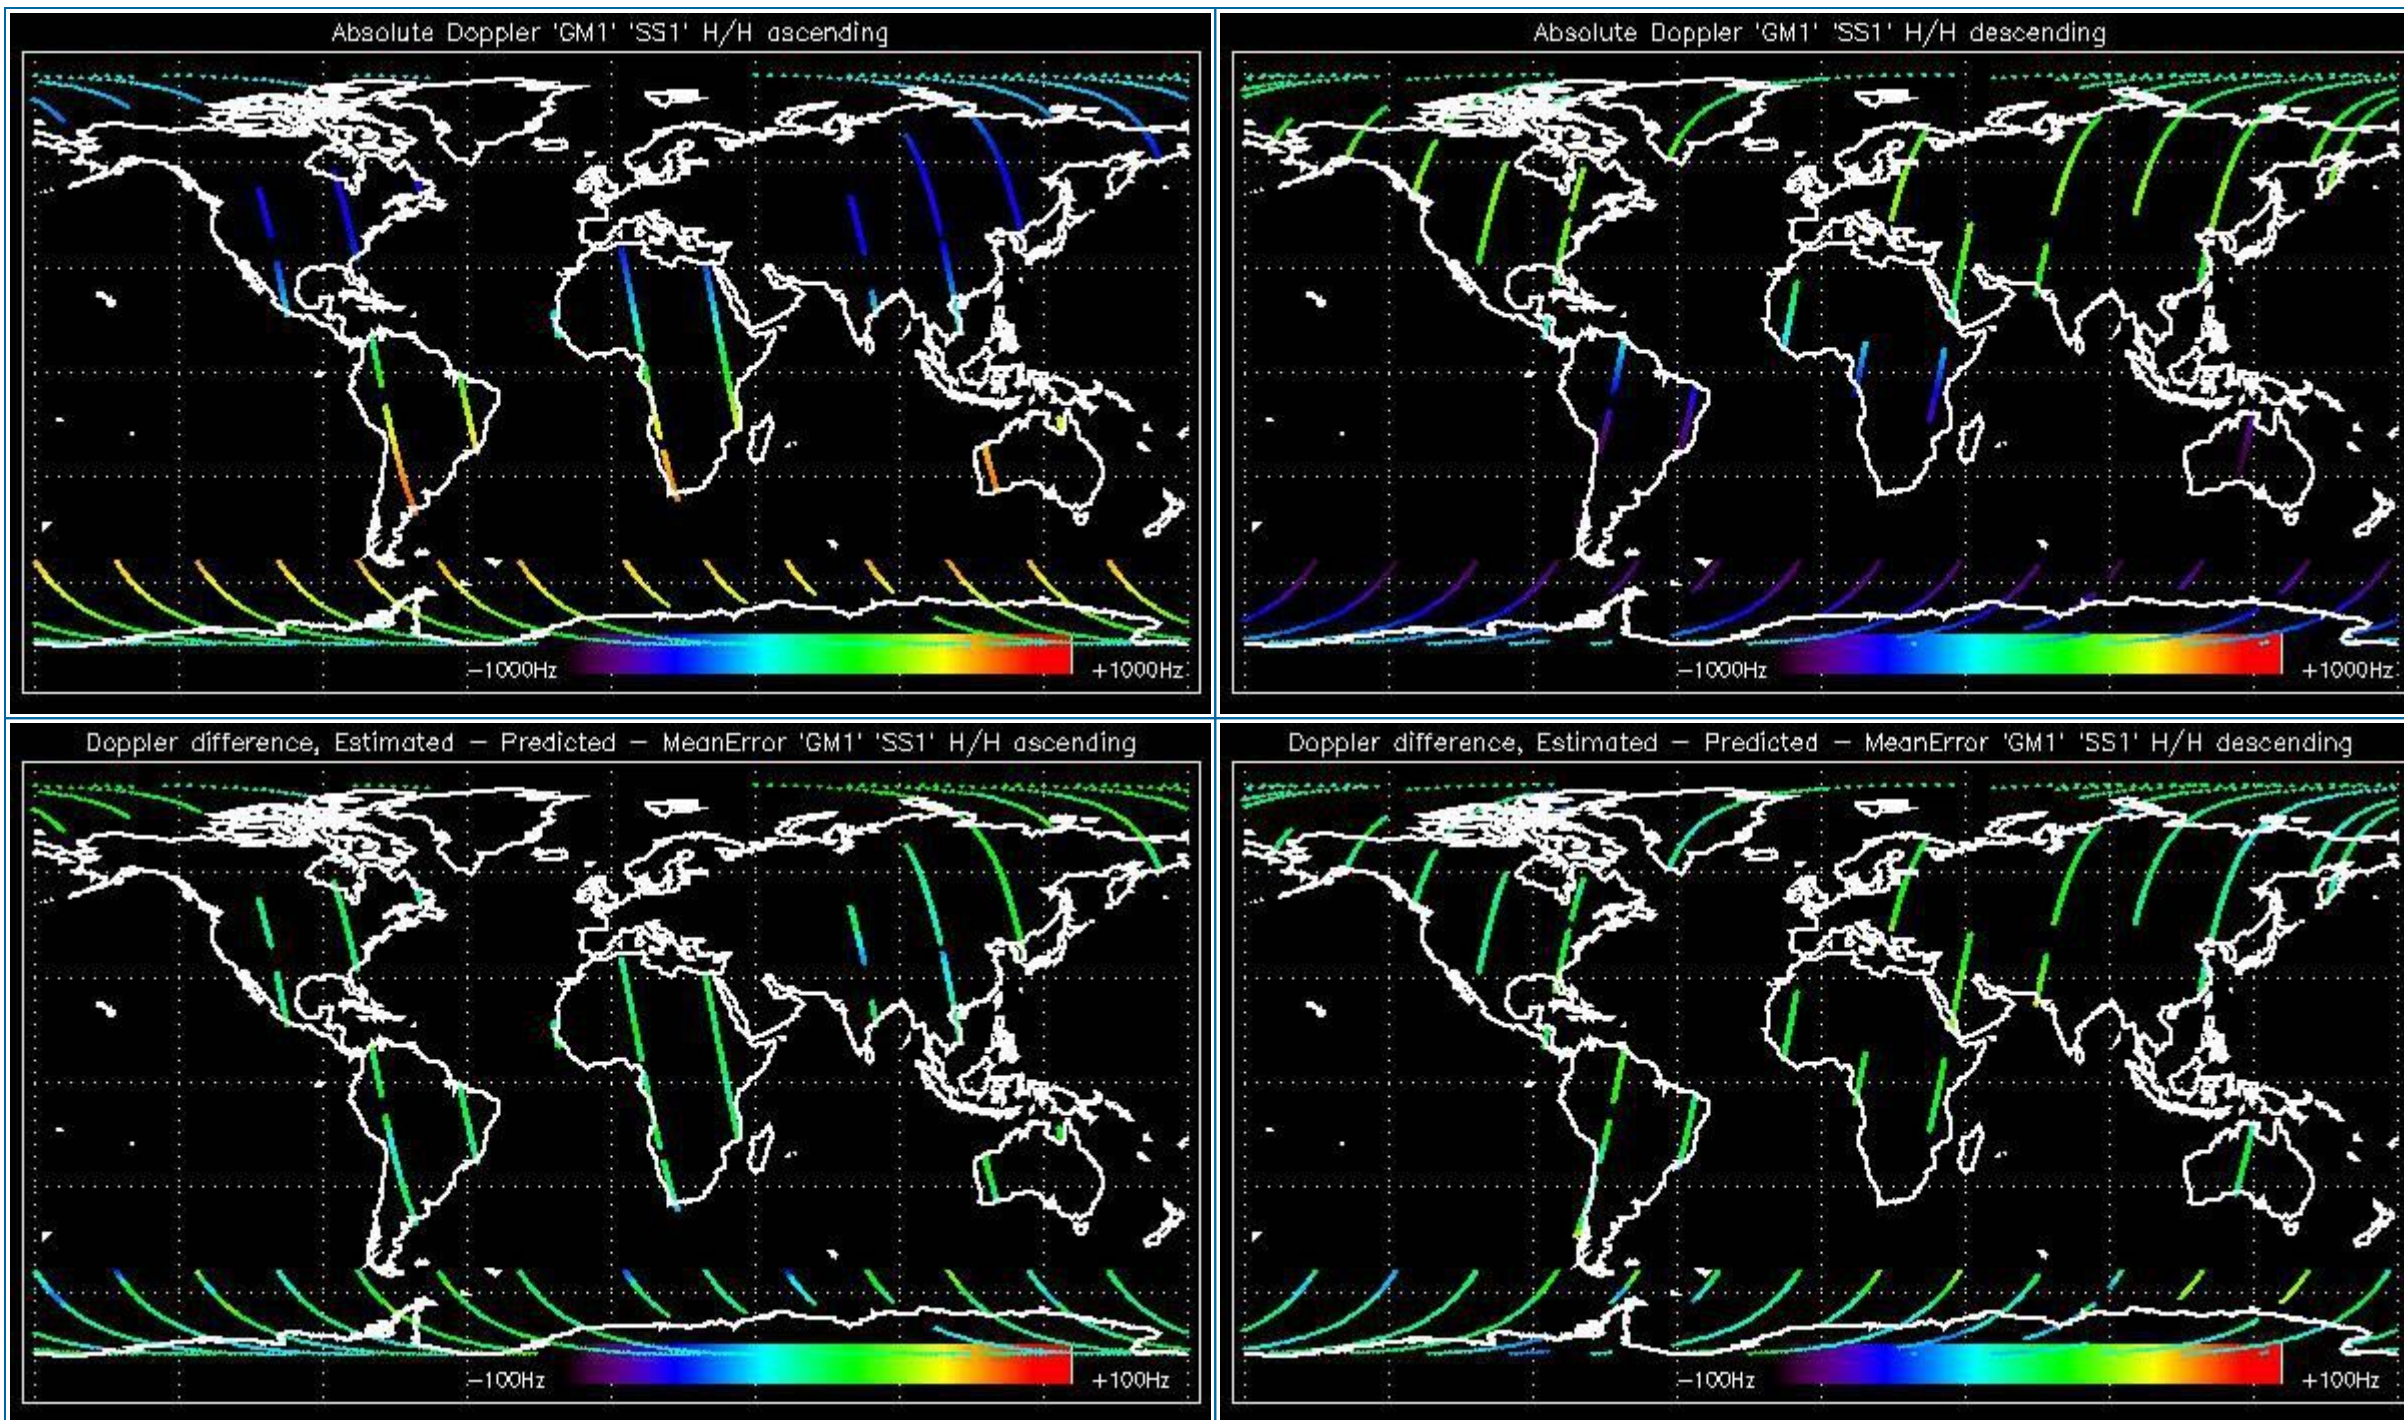 Absolute Doppler 'GM1' 'SS1' H/H ascending
-1000Hz
+1000Hz
Absolute Doppler 'GM1' 'SS1' H/H descending
-1000Hz
+1000Hz
Doppler difference, Estimated - Predicted - MeanError 'GM1' 'SS1' H/H ascending
-100Hz
+100Hz
Doppler difference, Estimated - Predicted - MeanError 'GM1' 'SS1' H/H descending
-100Hz
+100Hz